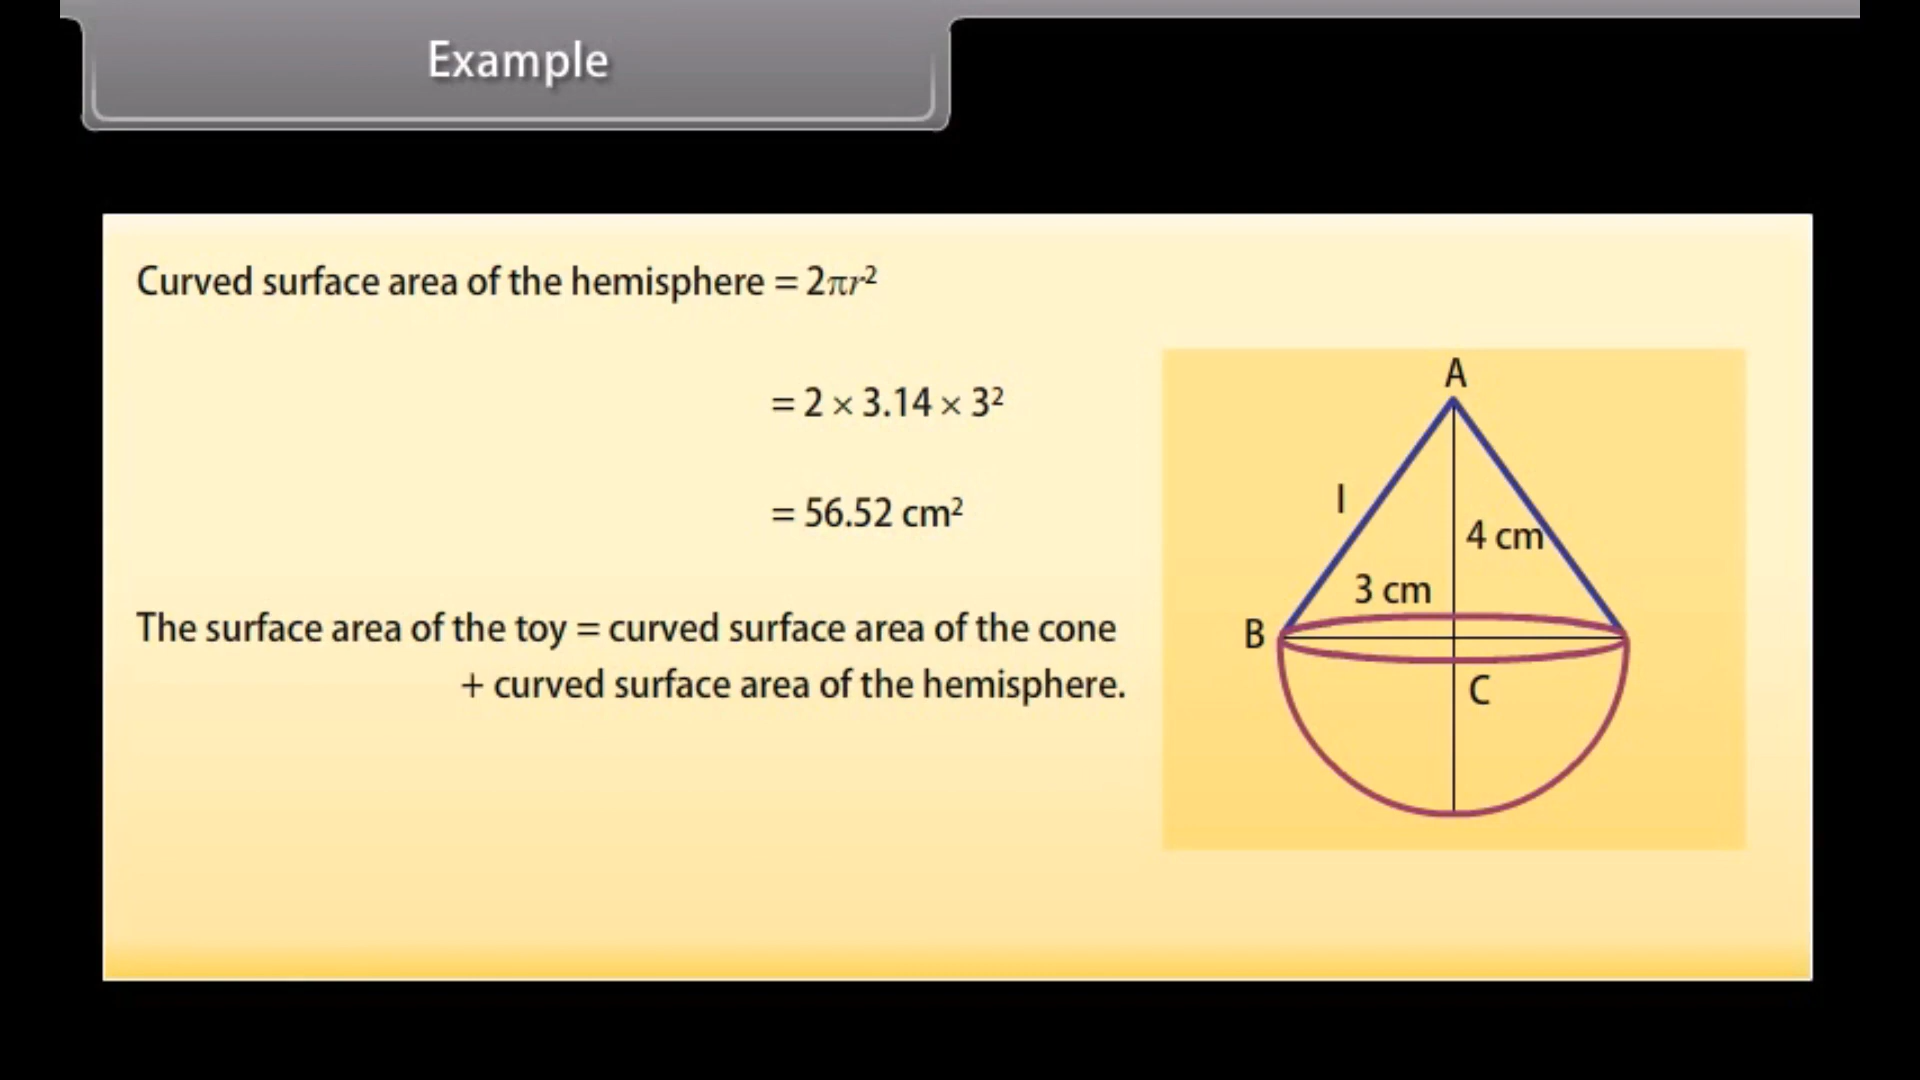 Example
Curved surface area of the hemisphere = 2πr²
= 2 × 3.14 × 3²
= 56.52 cm²
The surface area of the toy = curved surface area of the cone
+ curved surface area of the hemisphere.
A
l
4 cm
3 cm
B
C